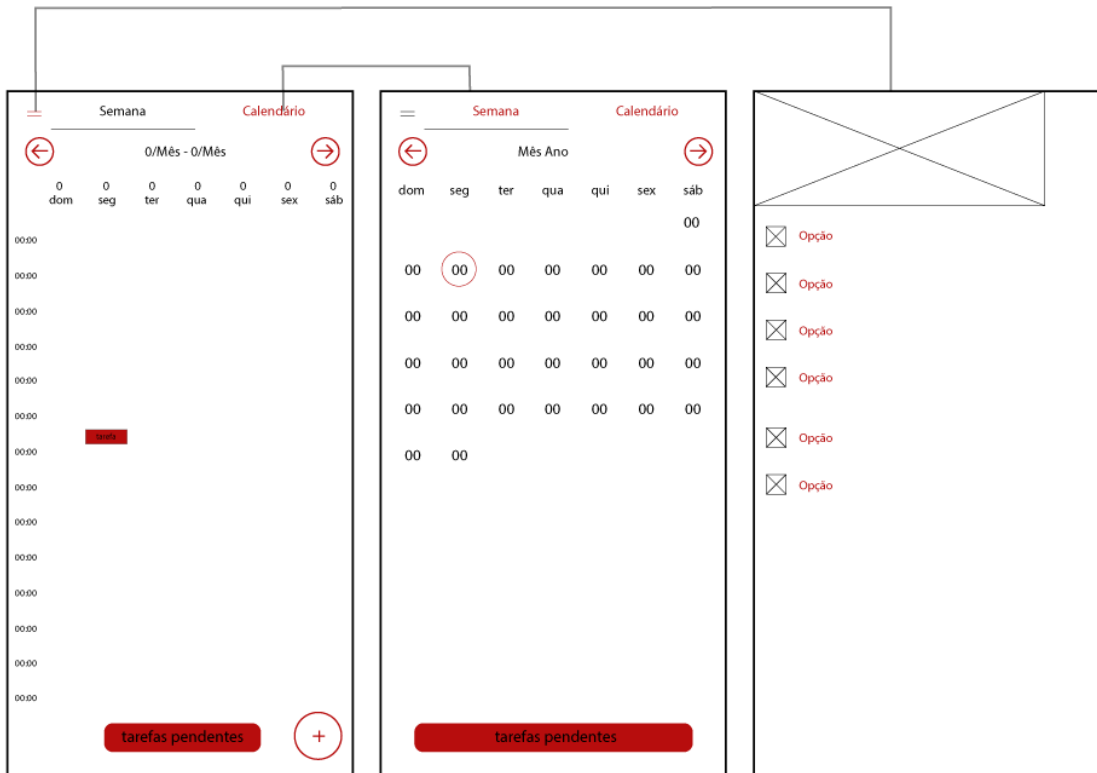 Semana Calendário
0/Mês - 0/Mês
0 0 0 0 0 0 0
dom seg ter qua qui sex sáb
00:00
00:00
00:00
00:00
00:00
00:00
tarefa
00:00
00:00
00:00
00:00
00:00
00:00
00:00
00:00
tarefas pendentes +
Semana Calendário
Mês Ano
dom seg ter qua qui sex sáb
00
00 00 00 00 00 00 00
00 00 00 00 00 00 00
00 00 00 00 00 00 00
00 00 00 00 00 00 00
00 00
tarefas pendentes
Opção
Opção
Opção
Opção
Opção
Opção